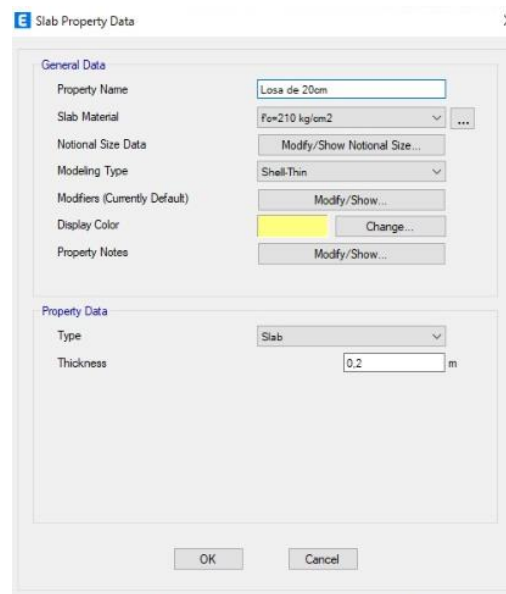 E Slab Property Data
General Data
Property Name Losa de 20cm
Slab Material f'c=210 kg/cm2 ...
Notional Size Data Modify/Show Notional Size...
Modeling Type Shell-Thin
Modifiers (Currently Default) Modify/Show...
Display Color Change...
Property Notes Modify/Show...
Property Data
Type Slab
Thickness 0,2 m
OK Cancel